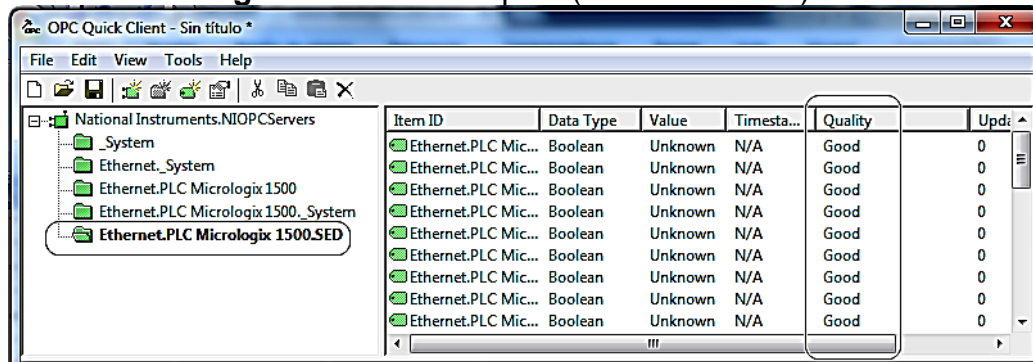 OPC Quick Client - Sin título *
File Edit View Tools Help
National Instruments.NIOPCServers
_System
Ethernet._System
Ethernet.PLC Micrologix 1500
Ethernet.PLC Micrologix 1500._System
Ethernet.PLC Micrologix 1500.SED
Item ID Data Type Value Timesta... Quality Upda
Ethernet.PLC Mic... Boolean Unknown N/A Good 0
Ethernet.PLC Mic... Boolean Unknown N/A Good 0
Ethernet.PLC Mic... Boolean Unknown N/A Good 0
Ethernet.PLC Mic... Boolean Unknown N/A Good 0
Ethernet.PLC Mic... Boolean Unknown N/A Good 0
Ethernet.PLC Mic... Boolean Unknown N/A Good 0
Ethernet.PLC Mic... Boolean Unknown N/A Good 0
Ethernet.PLC Mic... Boolean Unknown N/A Good 0
Ethernet.PLC Mic... Boolean Unknown N/A Good 0